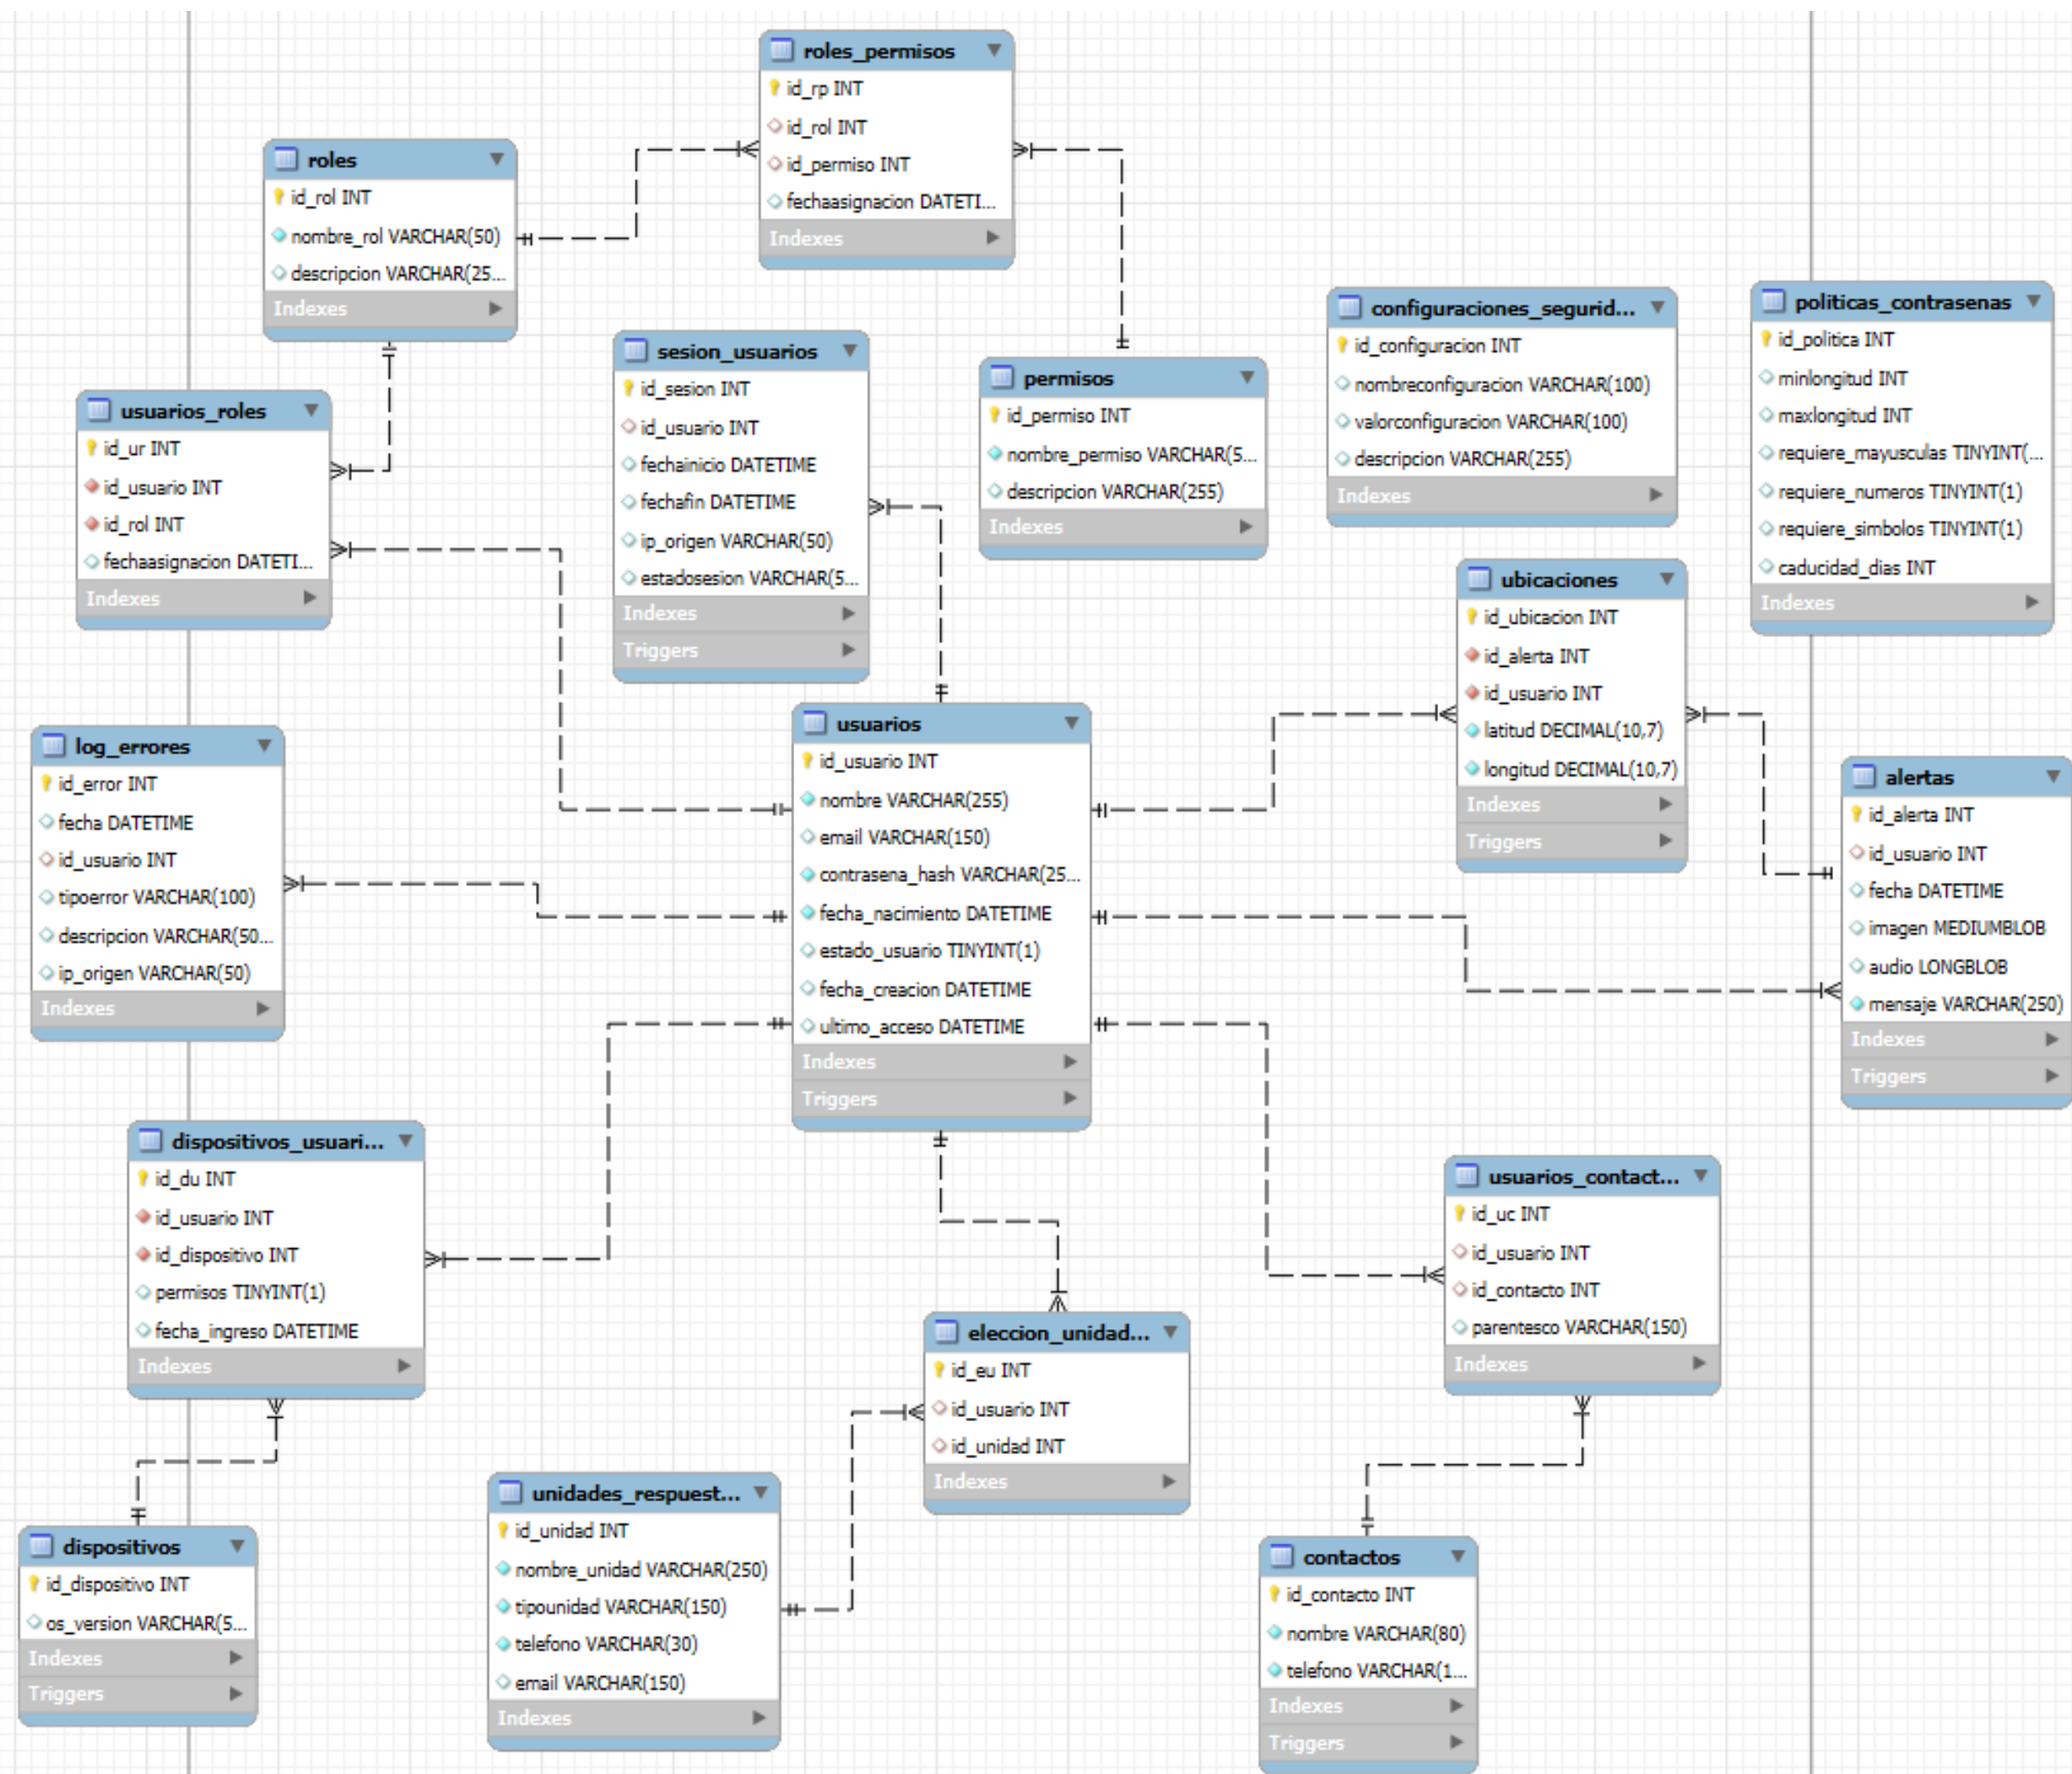 roles_permisos
id_rp INT
id_rol INT
id_permiso INT
fechaasignacion DATETI...
Indexes
roles
id_rol INT
nombre_rol VARCHAR(50)
descripcion VARCHAR(25...
Indexes
configuraciones_segurid...
id_configuracion INT
nombreconfiguracion VARCHAR(100)
valorconfiguracion VARCHAR(100)
descripcion VARCHAR(255)
Indexes
politicas_contrasenas
id_politica INT
minlongitud INT
maxlongitud INT
requiere_mayusculas TINYINT(...
requiere_numeros TINYINT(1)
requiere_simbolos TINYINT(1)
caducidad_dias INT
Indexes
sesion_usuarios
id_sesion INT
id_usuario INT
fechainicio DATETIME
fechafin DATETIME
ip_origen VARCHAR(50)
estadosesion VARCHAR(5...
Indexes
Triggers
permisos
id_permiso INT
nombre_permiso VARCHAR(5...
descripcion VARCHAR(255)
Indexes
usuarios_roles
id_ur INT
id_usuario INT
id_rol INT
fechaasignacion DATETI...
Indexes
ubicaciones
id_ubicacion INT
id_alerta INT
id_usuario INT
latitud DECIMAL(10,7)
longitud DECIMAL(10,7)
Indexes
Triggers
log_errores
id_error INT
fecha DATETIME
id_usuario INT
tipoerror VARCHAR(100)
descripcion VARCHAR(50...
ip_origen VARCHAR(50)
Indexes
usuarios
id_usuario INT
nombre VARCHAR(255)
email VARCHAR(150)
contrasena_hash VARCHAR(25...
fecha_nacimiento DATETIME
estado_usuario TINYINT(1)
fecha_creacion DATETIME
ultimo_acceso DATETIME
Indexes
Triggers
alertas
id_alerta INT
id_usuario INT
fecha DATETIME
imagen MEDIUMBLOB
audio LONGBLOB
mensaje VARCHAR(250)
Indexes
Triggers
dispositivos_usuari...
id_du INT
id_usuario INT
id_dispositivo INT
permisos TINYINT(1)
fecha_ingreso DATETIME
Indexes
usuarios_contact...
id_uc INT
id_usuario INT
id_contacto INT
parentesco VARCHAR(150)
Indexes
eleccion_unidad...
id_eu INT
id_usuario INT
id_unidad INT
Indexes
unidades_respuest...
id_unidad INT
nombre_unidad VARCHAR(250)
tipounidad VARCHAR(150)
telefono VARCHAR(30)
email VARCHAR(150)
Indexes
dispositivos
id_dispositivo INT
os_version VARCHAR(5...
Indexes
Triggers
contactos
id_contacto INT
nombre VARCHAR(80)
telefono VARCHAR(1...
Indexes
Triggers